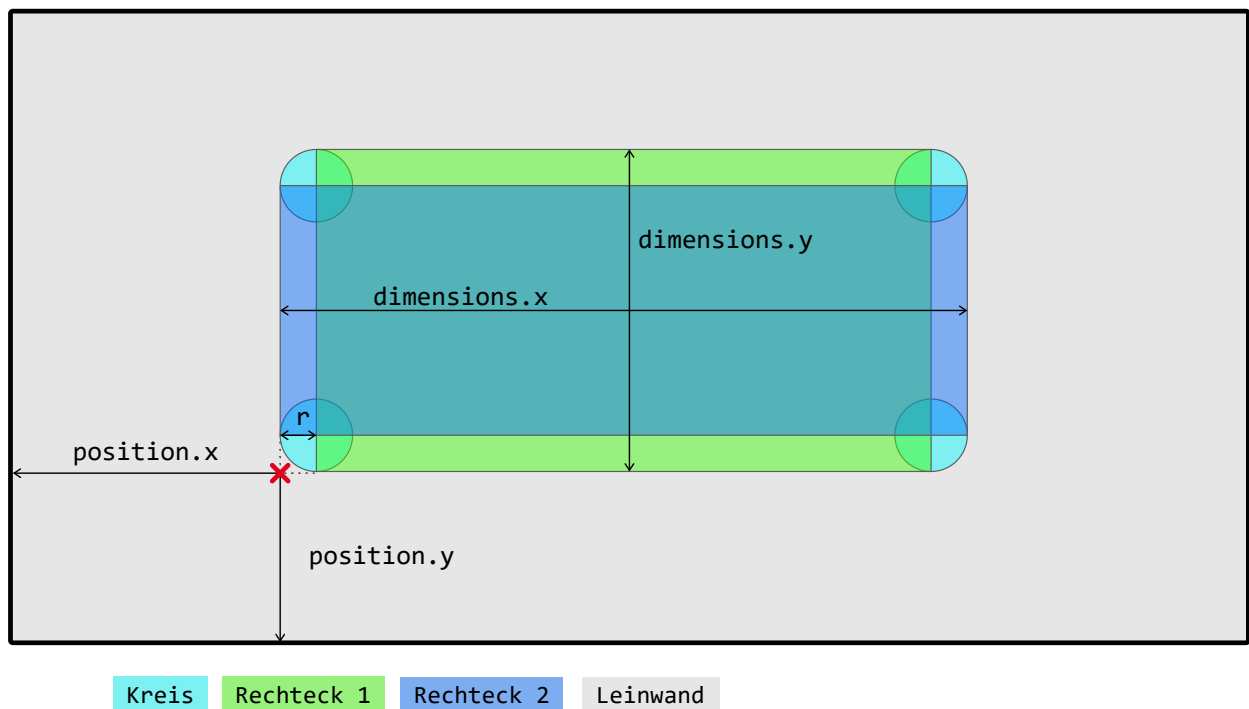 dimensions.y
dimensions.x
r
position.x
position.y
Kreis Rechteck 1 Rechteck 2 Leinwand